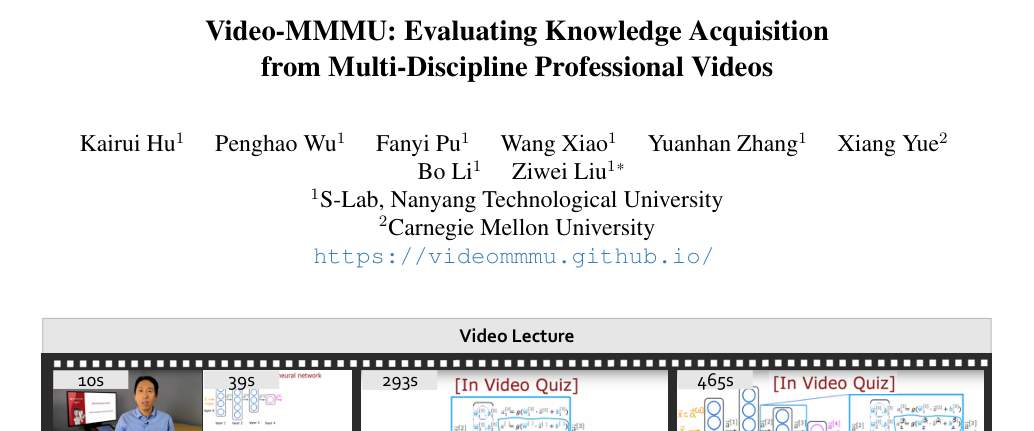 Video-MMMU: Evaluating Knowledge Acquisition
from Multi-Discipline Professional Videos
Kairui Hu¹ Penghao Wu¹ Fanyi Pu¹ Wang Xiao¹ Yuanhan Zhang¹ Xiang Yue²
Bo Li¹ Ziwei Liu¹*
¹S-Lab, Nanyang Technological University
²Carnegie Mellon University
https://videommmu.github.io/
Video Lecture
10s 39s neural network 293s 465s
[In Video Quiz] [In Video Quiz]